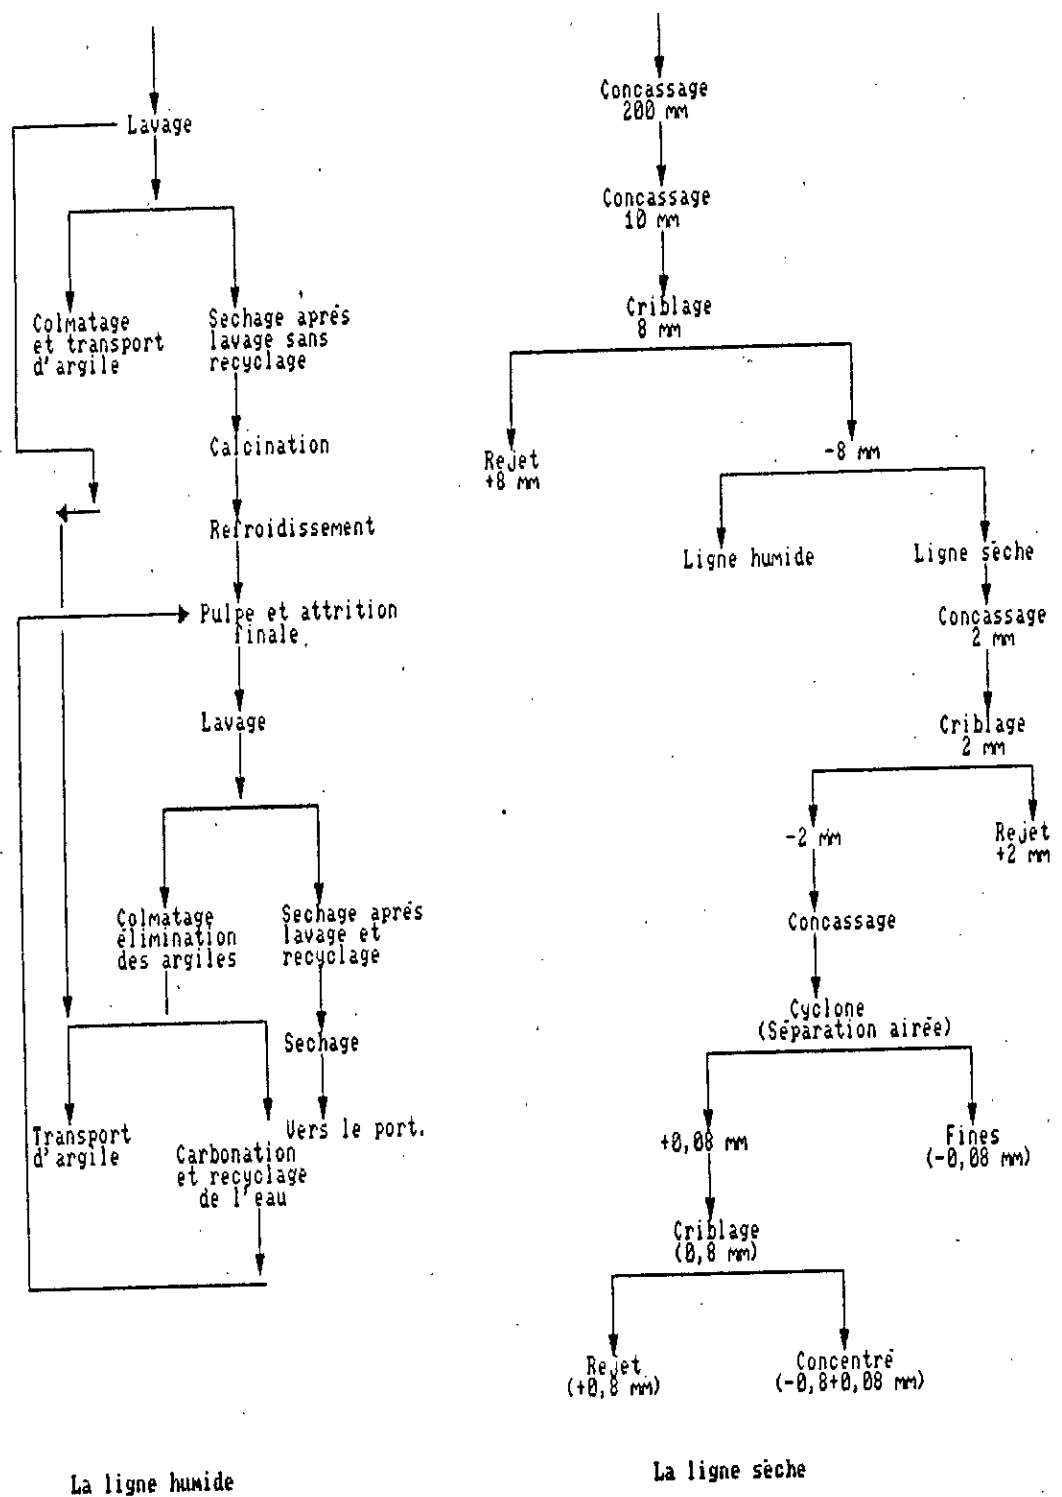 Lavage
Colmatage
et transport
d'argile
Sechage après
lavage sans
recyclage
Calcination
Refroidissement
Pulpe et attrition
finale
Lavage
Colmatage
élimination
des argiles
Sechage après
lavage et
recyclage
Sechage
Transport
d'argile
Carbonation
et recyclage
de l'eau
Vers le port.
La ligne humide
Concassage
200 mm
Concassage
10 mm
Criblage
8 mm
Rejet
+8 mm
-8 mm
Ligne humide
Ligne sèche
Concassage
2 mm
Criblage
2 mm
-2 mm
Rejet
+2 mm
Concassage
Cyclone
(Séparation airée)
+0,08 mm
Fines
(-0,08 mm)
Criblage
(0,8 mm)
Rejet
(+0,8 mm)
Concentré
(-0,8+0,08 mm)
La ligne sèche